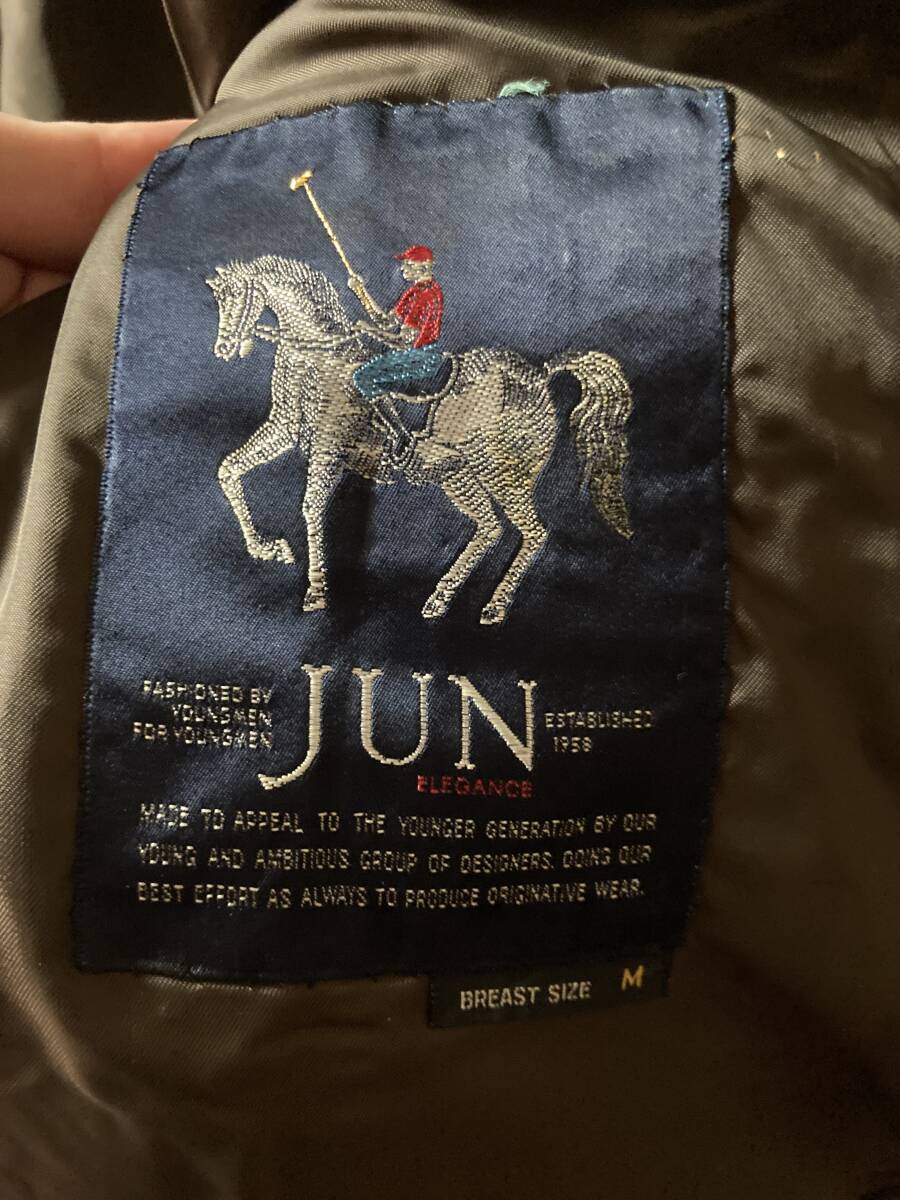 FASHIONED BY
YOUNGMEN
FOR YOUNGMEN
JUN
ESTABLISHED
1958
ELEGANCE
MADE TO APPEAL TO THE YOUNGER GENERATION BY OUR
YOUNG AND AMBITIOUS GROUP OF DESIGNERS. DOING OUR
BEST EFFORT AS ALWAYS TO PRODUCE ORIGINATIVE WEAR.
BREAST SIZE M